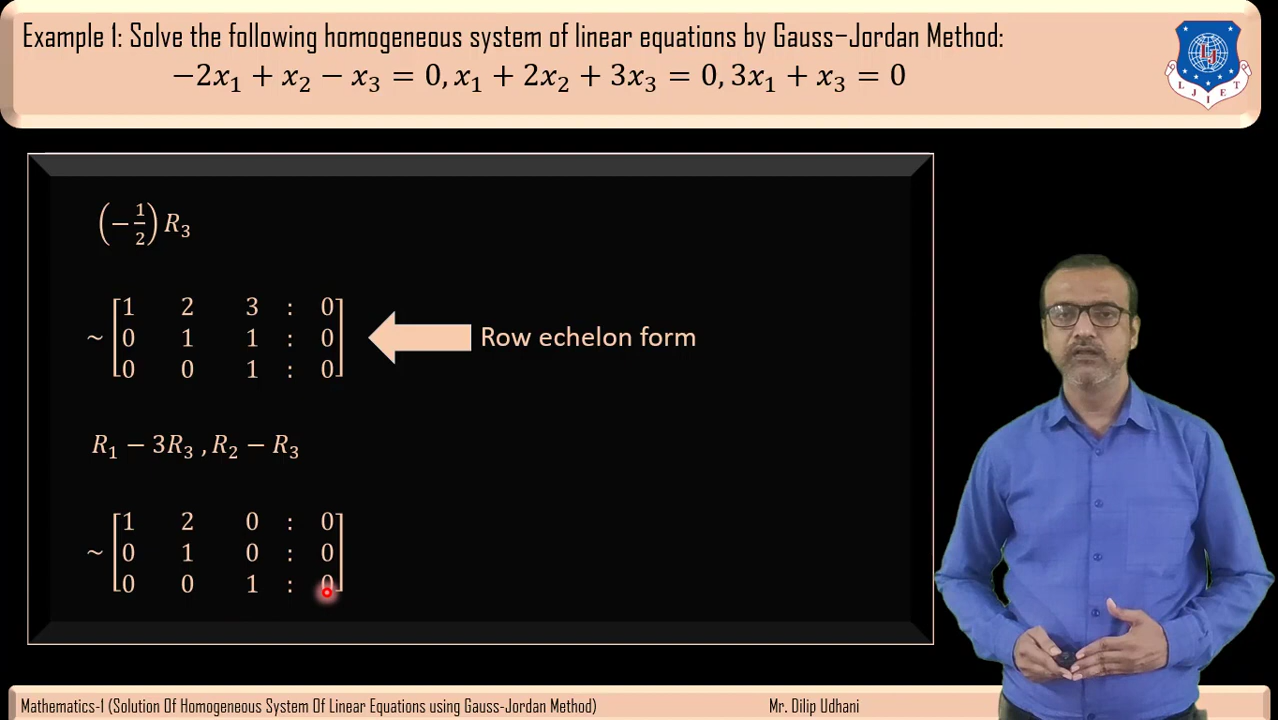 Example 1: Solve the following homogeneous system of linear equations by Gauss–Jordan Method:
−2x₁ + x₂ − x₃ = 0, x₁ + 2x₂ + 3x₃ = 0, 3x₁ + x₃ = 0
LJIET
(−1/2) R₃
~ [1 2 3 : 0
0 1 1 : 0
0 0 1 : 0]
Row echelon form
R₁ − 3R₃ , R₂ − R₃
~ [1 2 0 : 0
0 1 0 : 0
0 0 1 : 0]
Mathematics-1 (Solution Of Homogeneous System Of Linear Equations using Gauss-Jordan Method)
Mr. Dilip Udhani